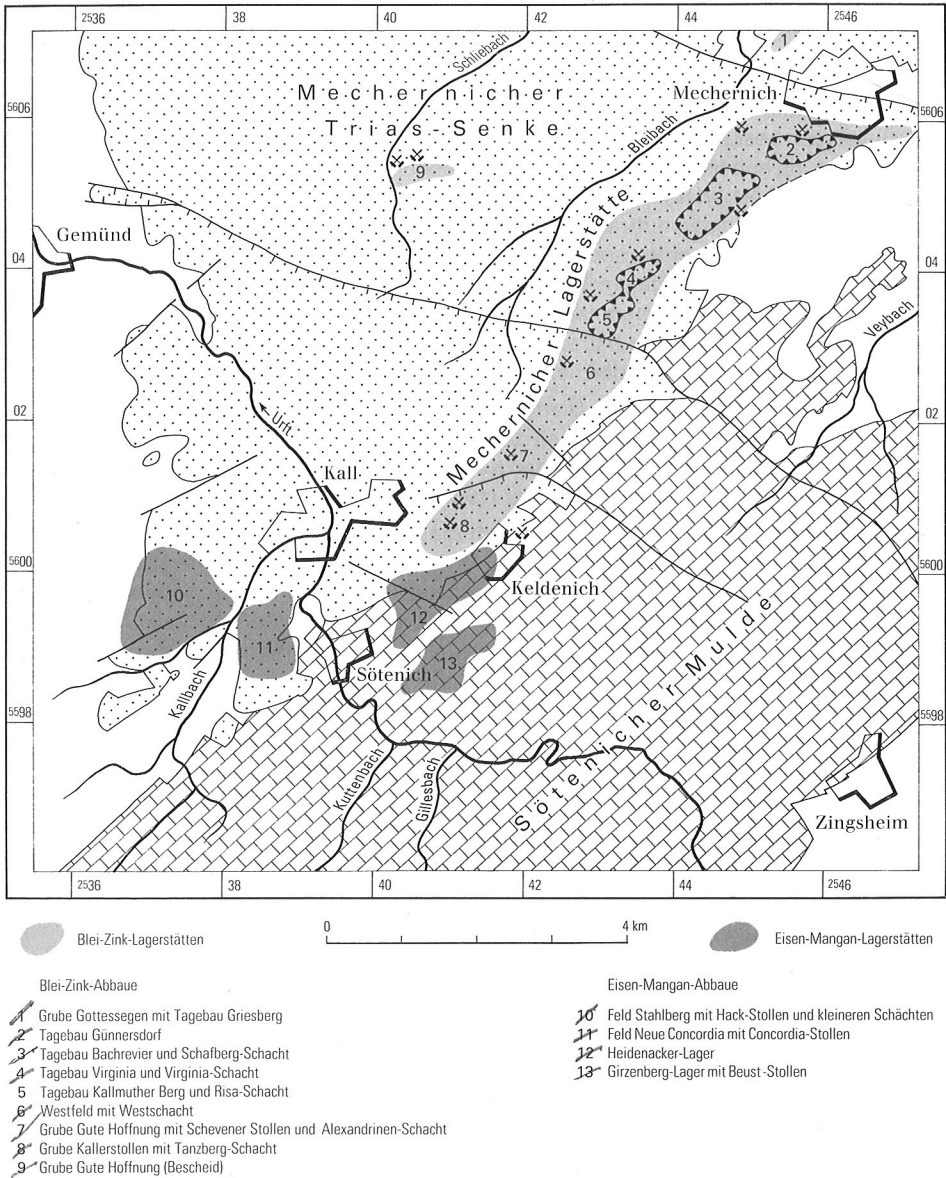 2536 38 40 42 44 2546
Schliebach
1
Mechernicher
Mechernich
5606
5606
Trias-Senke
Bleibach
2
9
3
Gemünd
04
04
4
5
Mechernicher Lagerstätte
Veybach
6
02
02
Urft
7
Kall
8
5600
5600
Keldenich
10
12
11
13
Sötenich
Kallbach
5598
5598
Sötenicher Mulde
Kuttenbach
Gillesbach
Zingsheim
2536 38 40 42 44 2546
Blei-Zink-Lagerstätten
0 4 km
Eisen-Mangan-Lagerstätten
Blei-Zink-Abbaue
1 Grube Gottessegen mit Tagebau Griesberg
2 Tagebau Günnersdorf
3 Tagebau Bachrevier und Schafberg-Schacht
4 Tagebau Virginia und Virginia-Schacht
5 Tagebau Kallmuther Berg und Risa-Schacht
6 Westfeld mit Westschacht
7 Grube Gute Hoffnung mit Schevener Stollen und Alexandrinen-Schacht
8 Grube Kallerstollen mit Tanzberg-Schacht
9 Grube Gute Hoffnung (Bescheid)
Eisen-Mangan-Abbaue
10 Feld Stahlberg mit Hack-Stollen und kleineren Schächten
11 Feld Neue Concordia mit Concordia-Stollen
12 Heidenacker-Lager
13 Girzenberg-Lager mit Beust-Stollen